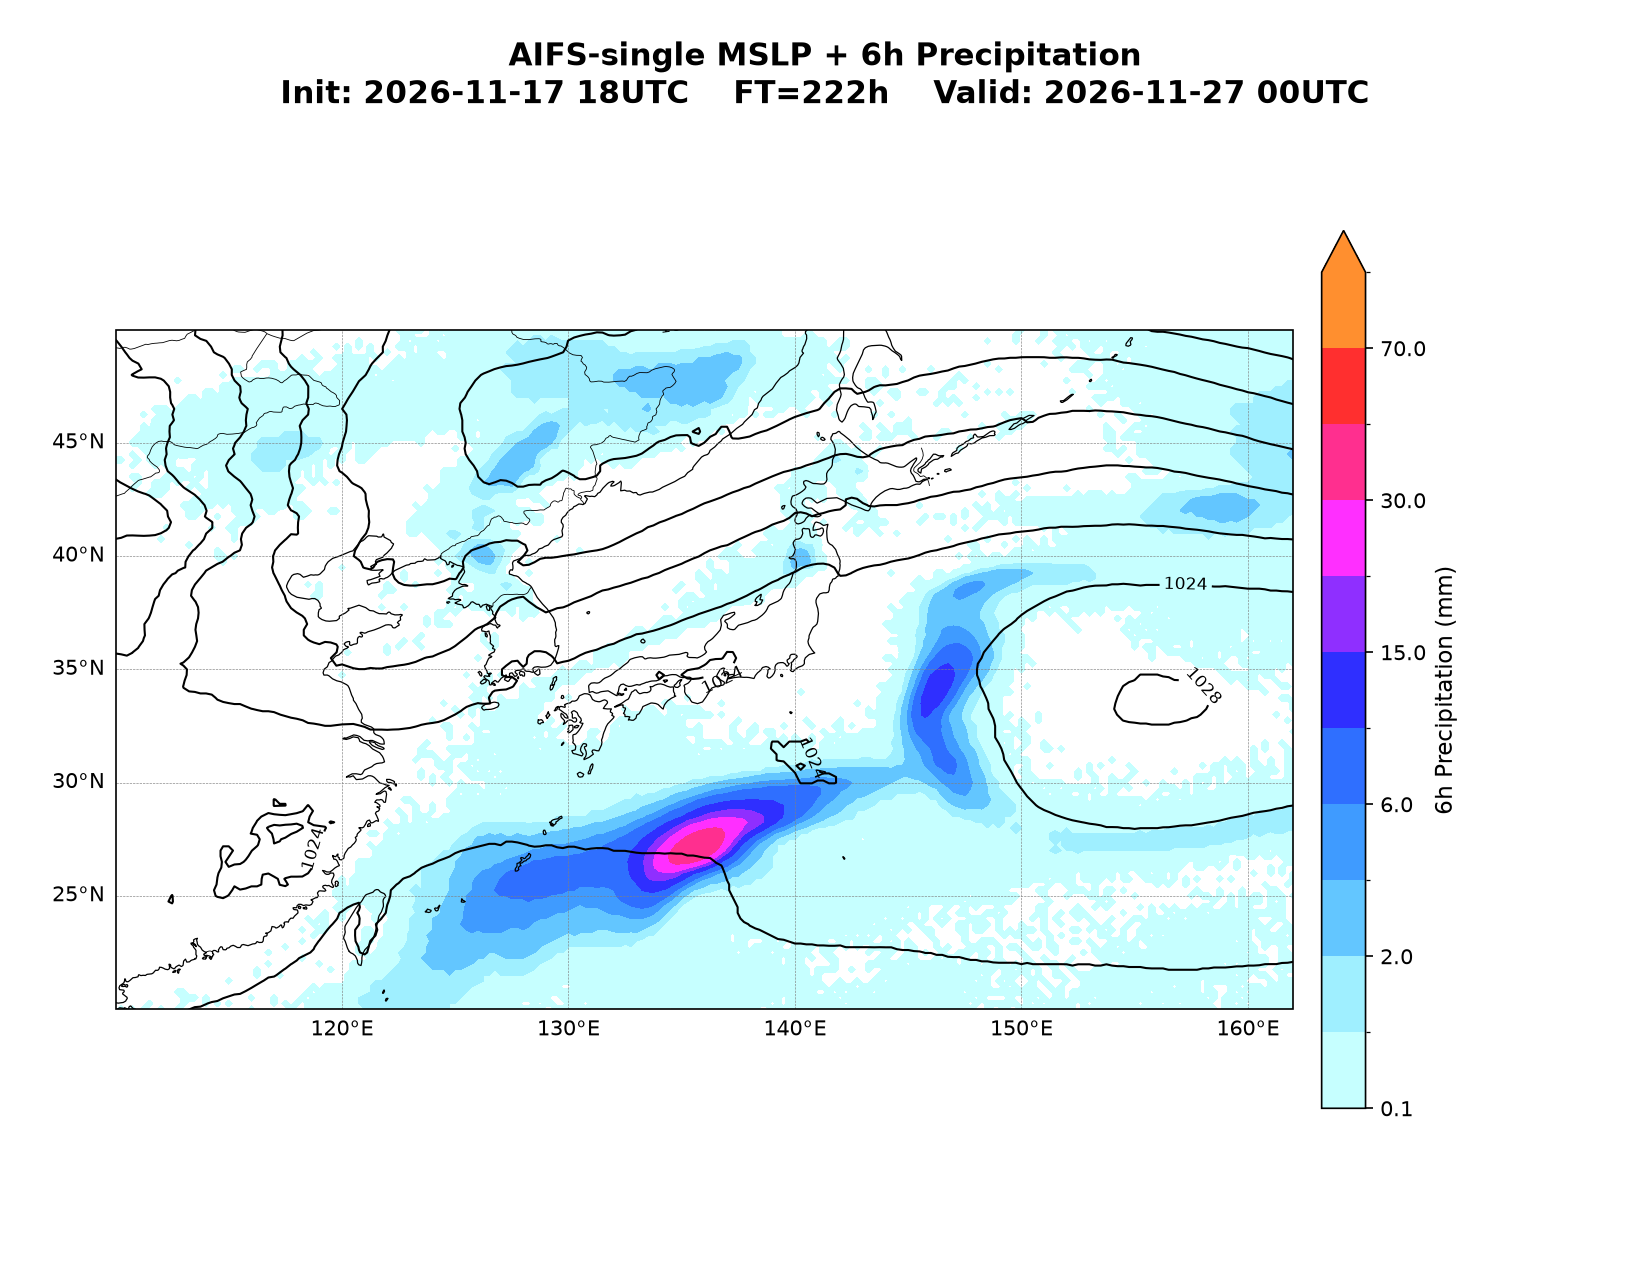 AIFS-single MSLP + 6h Precipitation
Init: 2026-11-17 18UTC    FT=222h    Valid: 2026-11-27 00UTC
45°N
40°N
35°N
30°N
25°N
120°E
130°E
140°E
150°E
160°E
1024
1028
1024
1024
70.0
30.0
15.0
6.0
2.0
0.1
6h Precipitation (mm)